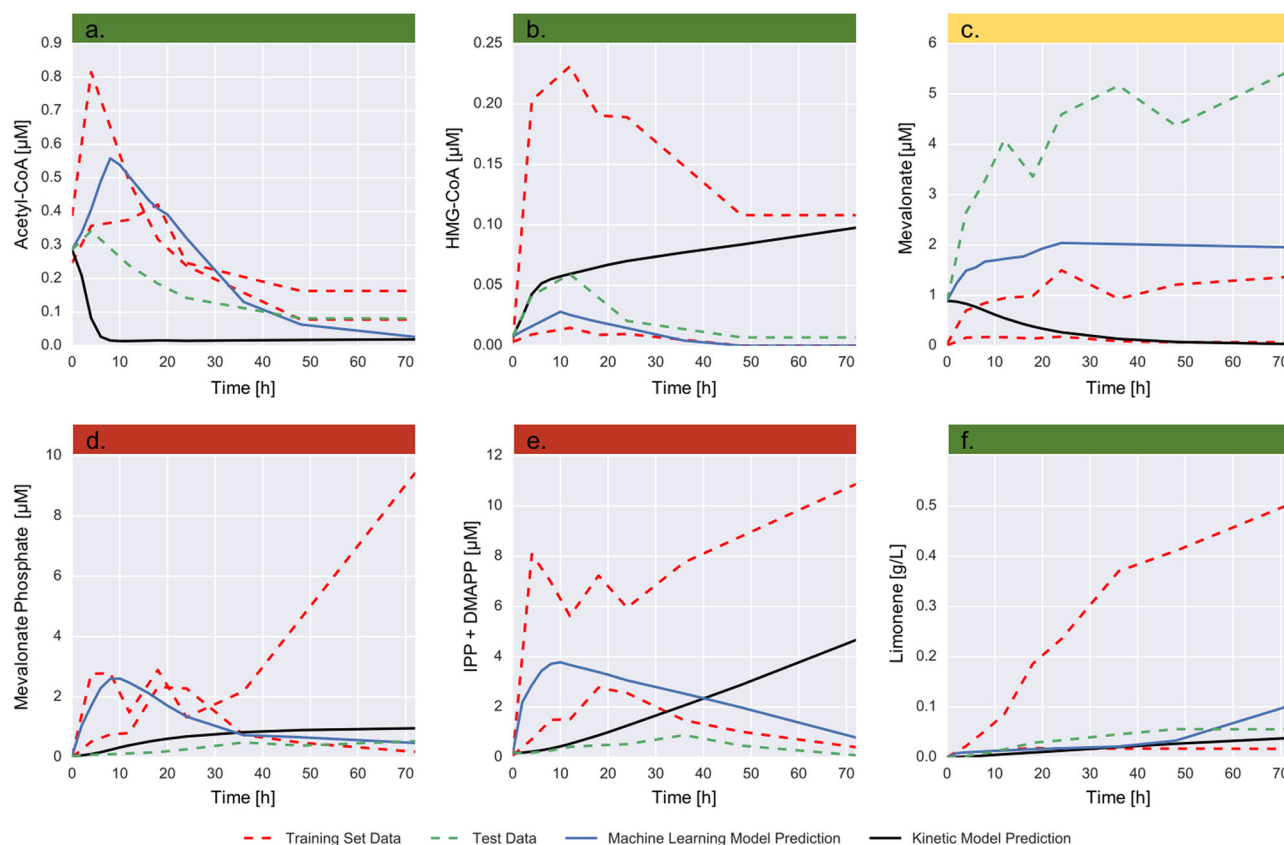 a.
0.9
0.8
0.7
0.6
0.5
0.4
0.3
0.2
0.1
0.0
Acetyl-CoA [µM]
0 10 20 30 40 50 60 70
Time [h]
b.
0.25
0.20
0.15
0.10
0.05
0.00
HMG-CoA [µM]
0 10 20 30 40 50 60 70
Time [h]
c.
6
5
4
3
2
1
0
Mevalonate [µM]
0 10 20 30 40 50 60 70
Time [h]
d.
10
8
6
4
2
0
Mevalonate Phosphate [µM]
0 10 20 30 40 50 60 70
Time [h]
e.
12
10
8
6
4
2
0
IPP + DMAPP [µM]
0 10 20 30 40 50 60 70
Time [h]
f.
0.5
0.4
0.3
0.2
0.1
0.0
Limonene [g/L]
0 10 20 30 40 50 60 70
Time [h]
Training Set Data Test Data Machine Learning Model Prediction Kinetic Model Prediction